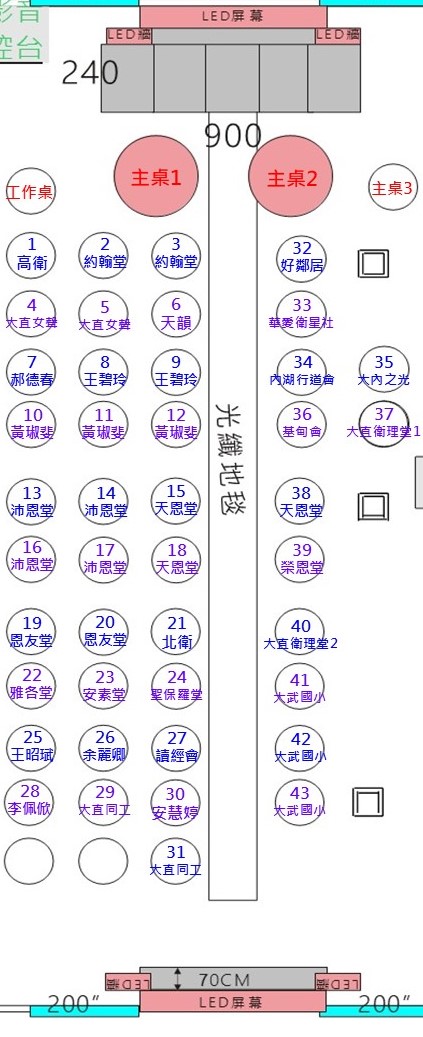 影音
控台
LED屏幕
LED牆
LED牆
240
900
工作桌
主桌1
主桌2
主桌3
1
高衛
2
約翰堂
3
約翰堂
32
好鄰居
4
大直女聲
5
大直女聲
6
天韻
33
華愛衛星社
7
郝德春
8
王碧玲
9
王碧玲
34
內湖行道會
35
大內之光
10
黃淑斐
11
黃淑斐
12
黃淑斐
36
基甸會
37
大直衛理堂1
光纖地毯
13
沛恩堂
14
沛恩堂
15
天恩堂
38
天恩堂
16
沛恩堂
17
沛恩堂
18
天恩堂
39
榮恩堂
19
恩友堂
20
恩友堂
21
北衛
40
大直衛理堂2
22
雅各堂
23
安素堂
24
聖保羅堂
41
大武國小
25
王昭珷
26
余麗卿
27
讀經會
42
大武國小
28
李佩俽
29
大直同工
30
安慧婷
43
大武國小
31
大直同工
70CM
LED牆
LED牆
LED屏幕
200"
200"